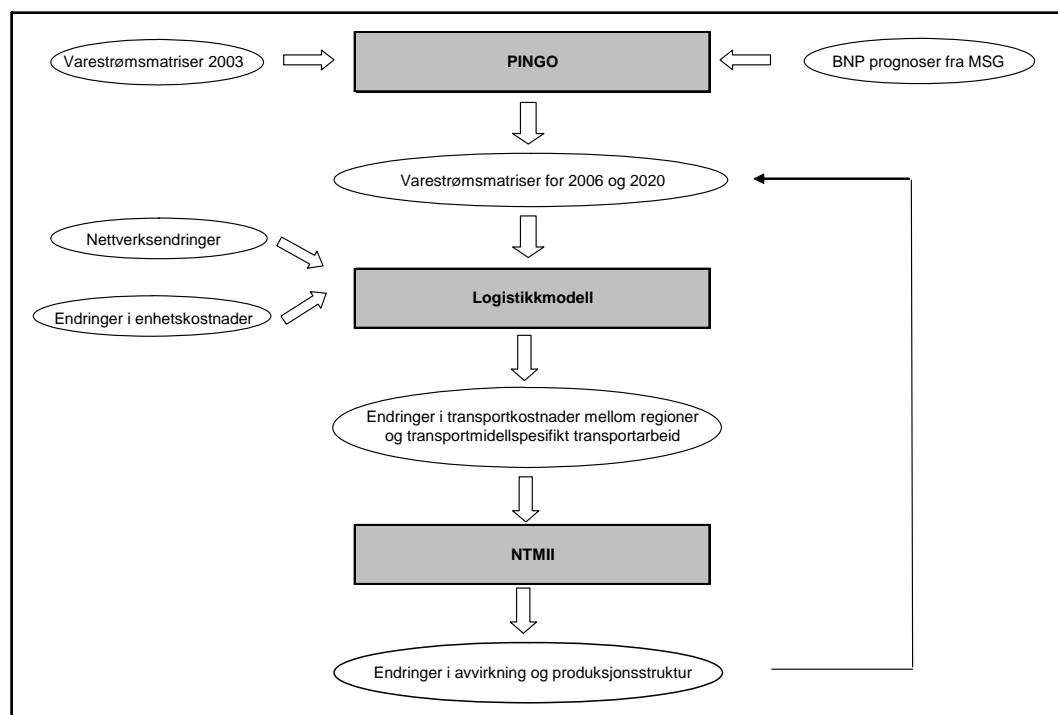 Varestrømsmatriser 2003
PINGO
BNP prognoser fra MSG
Varestrømsmatriser for 2006 og 2020
Nettverksendringer
Logistikkmodell
Endringer i enhetskostnader
Endringer i transportkostnader mellom regioner
og transportmidellspesifikt transportarbeid
NTMII
Endringer i avvirkning og produksjonsstruktur